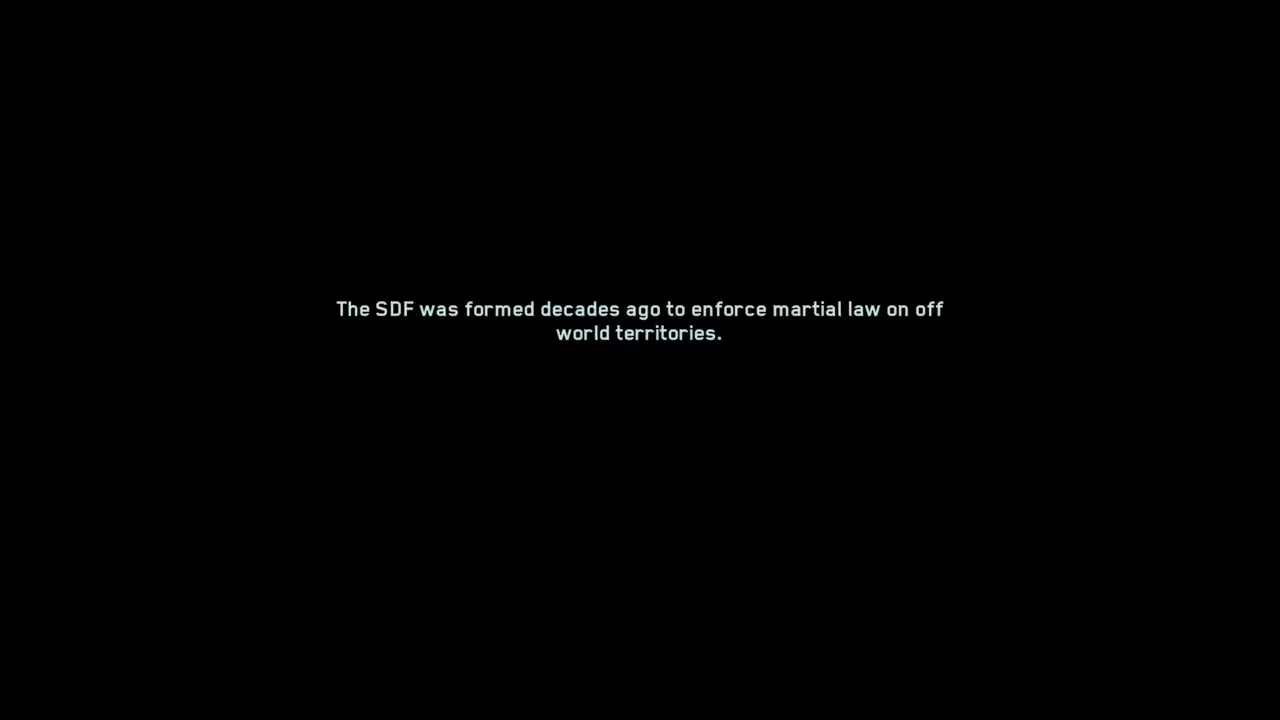 The SDF was formed decades ago to enforce martial law on off
world territories.